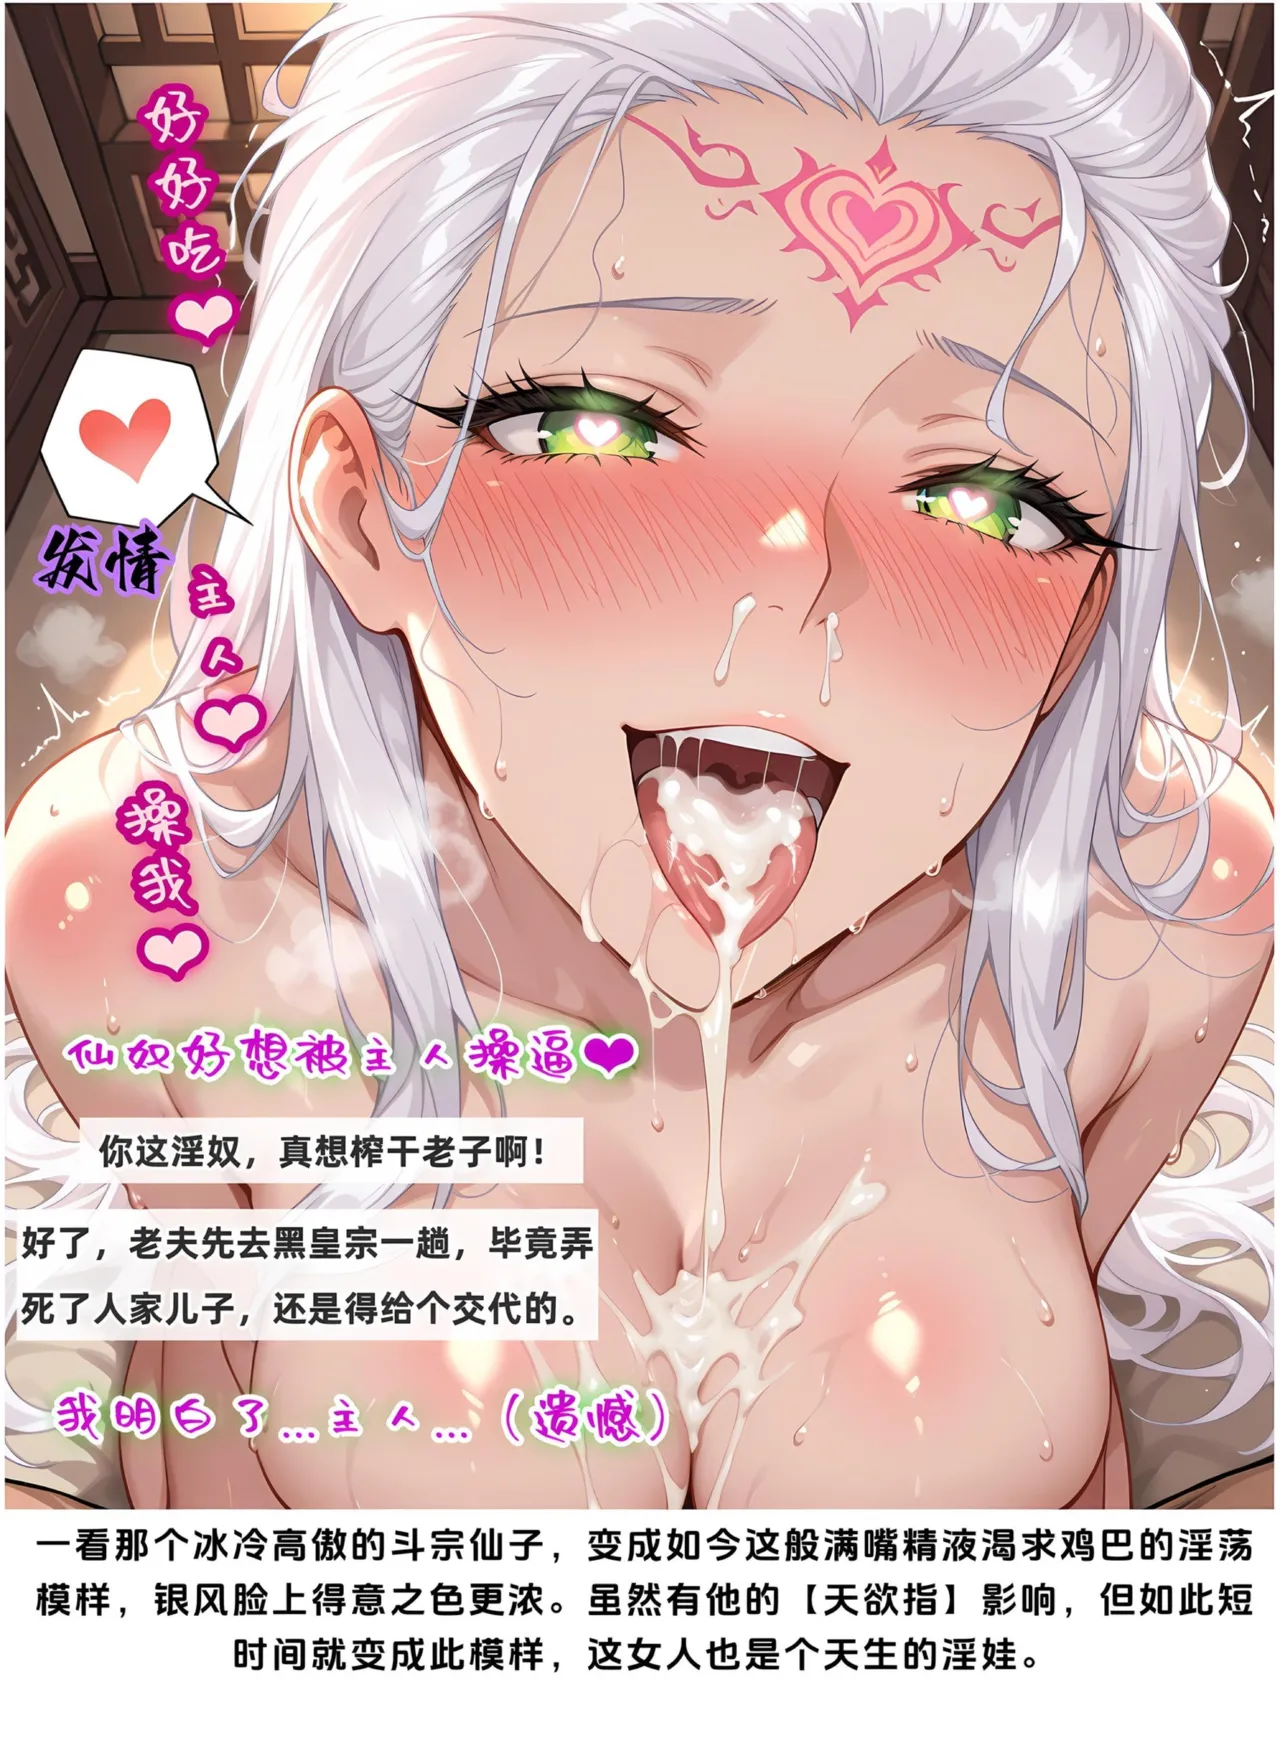 好好吃
发情
主人
操我
仙奴好想被主人操逼
你这淫奴，真想榨干老子啊！
好了，老夫先去黑皇宗一趟，毕竟弄
死了人家儿子，还是得给个交代的。
我明白了...主人...（遗憾）
一看那个冰冷高傲的斗宗仙子，变成如今这般满嘴精液渴求鸡巴的淫荡
模样，银风脸上得意之色更浓。虽然有他的【天欲指】影响，但如此短
时间就变成此模样，这女人也是个天生的淫娃。